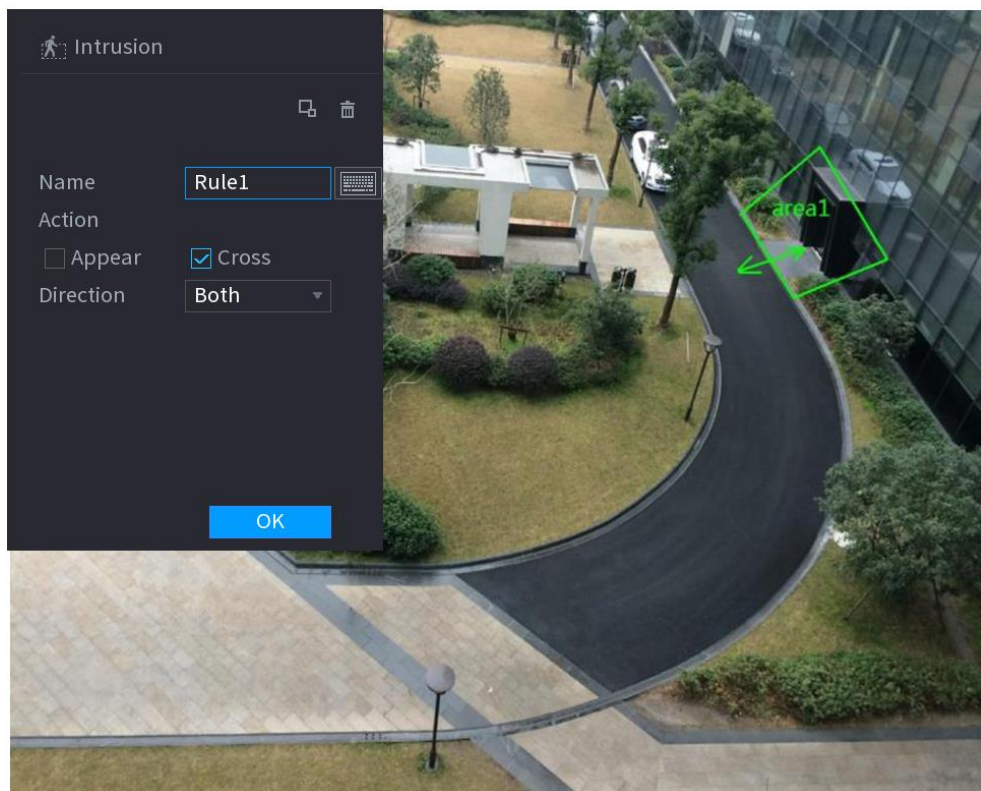 Intrusion
Name Rule1
Action
Appear Cross
Direction Both
OK
area1